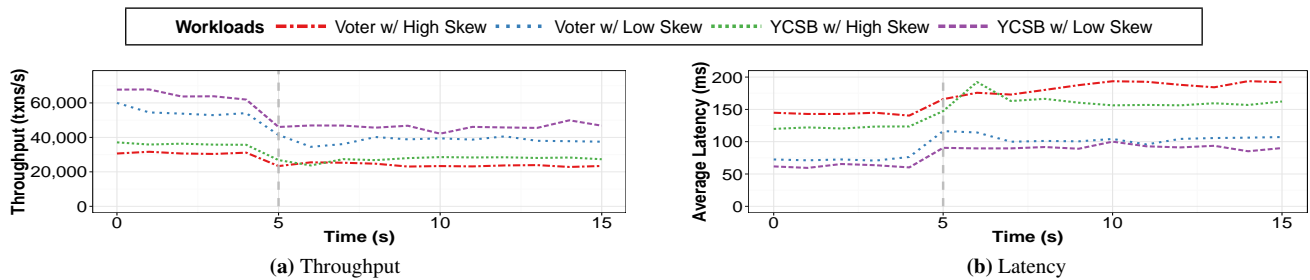 Workloads Voter w/ High Skew Voter w/ Low Skew YCSB w/ High Skew YCSB w/ Low Skew
Throughput (txns/s)
60,000
40,000
20,000
0
0 5 10 15
Time (s)
(a) Throughput
Average Latency (ms)
200
150
100
50
0
0 5 10 15
Time (s)
(b) Latency